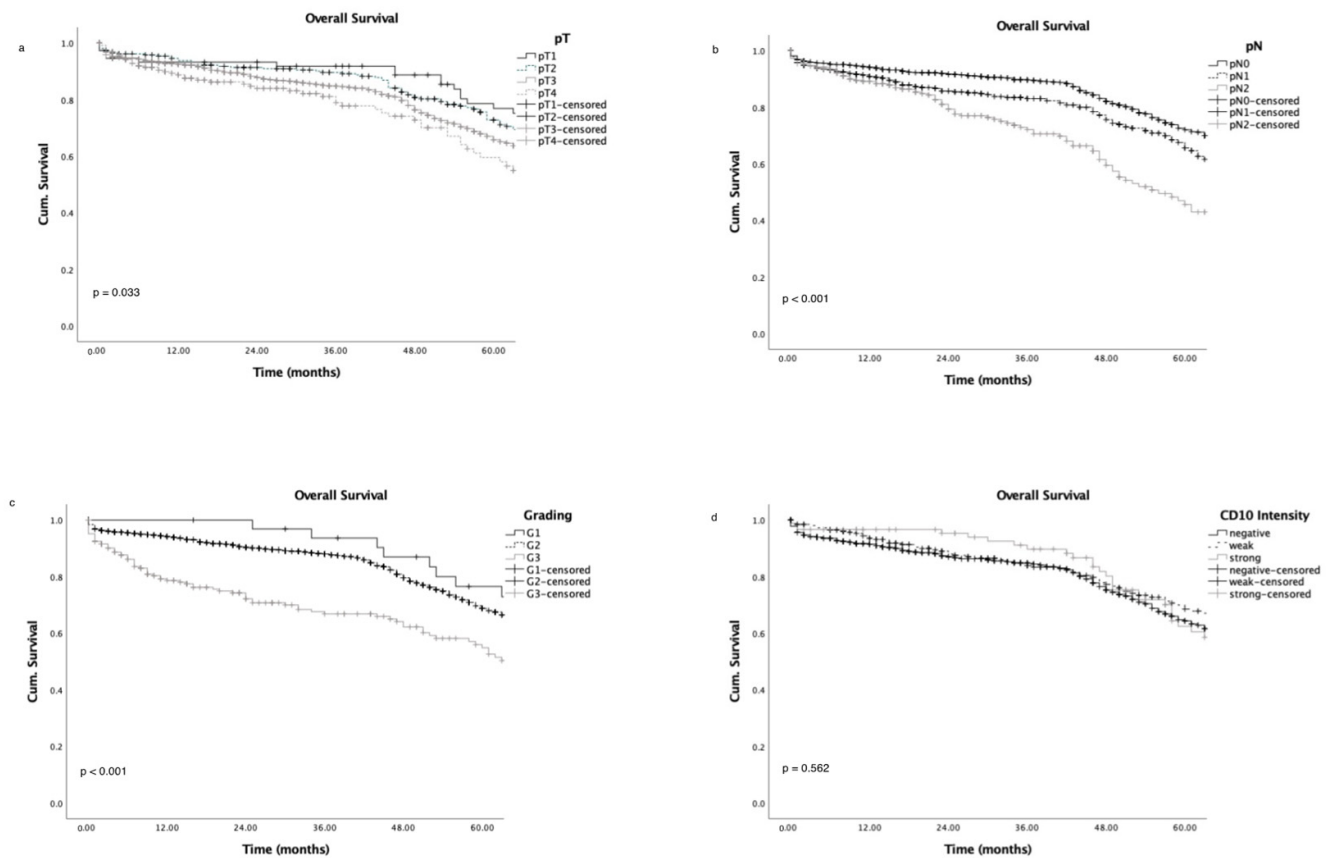 a
Overall Survival
pT
pT1
pT2
pT3
pT4
pT1-censored
pT2-censored
pT3-censored
pT4-censored
Cum. Survival
1.0
0.8
0.6
0.4
0.2
0.0
p = 0.033
0.00 12.00 24.00 36.00 48.00 60.00
Time (months)
b
Overall Survival
pN
pN0
pN1
pN2
pN0-censored
pN1-censored
pN2-censored
Cum. Survival
1.0
0.8
0.6
0.4
0.2
0.0
p < 0.001
0.00 12.00 24.00 36.00 48.00 60.00
Time (months)
c
Overall Survival
Grading
G1
G2
G3
G1-censored
G2-censored
G3-censored
Cum. Survival
1.0
0.8
0.6
0.4
0.2
0.0
p < 0.001
0.00 12.00 24.00 36.00 48.00 60.00
Time (months)
d
Overall Survival
CD10 Intensity
negative
weak
strong
negative-censored
weak-censored
strong-censored
Cum. Survival
1.0
0.8
0.6
0.4
0.2
0.0
p = 0.562
0.00 12.00 24.00 36.00 48.00 60.00
Time (months)